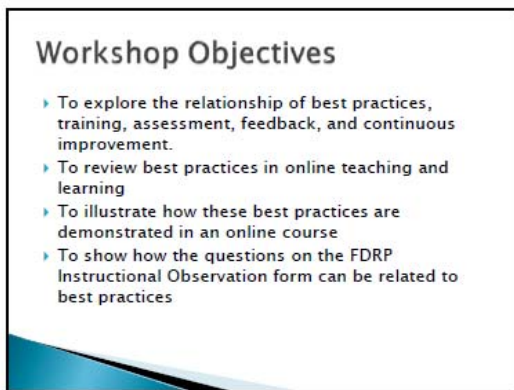 Workshop Objectives
To explore the relationship of best practices,
training, assessment, feedback, and continuous
improvement.
To review best practices in online teaching and
learning
To illustrate how these best practices are
demonstrated in an online course
To show how the questions on the FDRP
Instructional Observation form can be related to
best practices